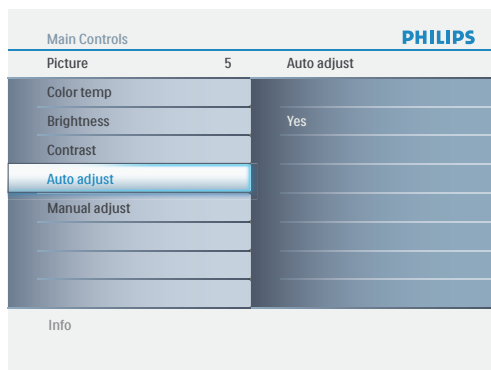 Main Controls
PHILIPS
Picture 5 Auto adjust
Color temp
Brightness Yes
Contrast
Auto adjust
Manual adjust
Info